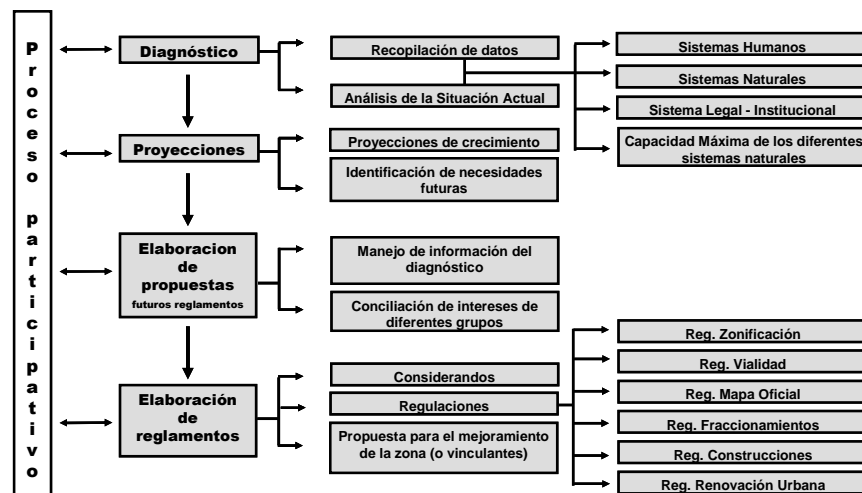 Proceso participativo
Diagnóstico
Recopilación de datos
Análisis de la Situación Actual
Sistemas Humanos
Sistemas Naturales
Sistema Legal - Institucional
Capacidad Máxima de los diferentes
sistemas naturales
Proyecciones
Proyecciones de crecimiento
Identificación de necesidades
futuras
Elaboracion
de
propuestas
futuros reglamentos
Manejo de información del
diagnóstico
Conciliación de intereses de
diferentes grupos
Elaboración
de
reglamentos
Considerandos
Regulaciones
Propuesta para el mejoramiento
de la zona (o vinculantes)
Reg. Zonificación
Reg. Vialidad
Reg. Mapa Oficial
Reg. Fraccionamientos
Reg. Construcciones
Reg. Renovación Urbana